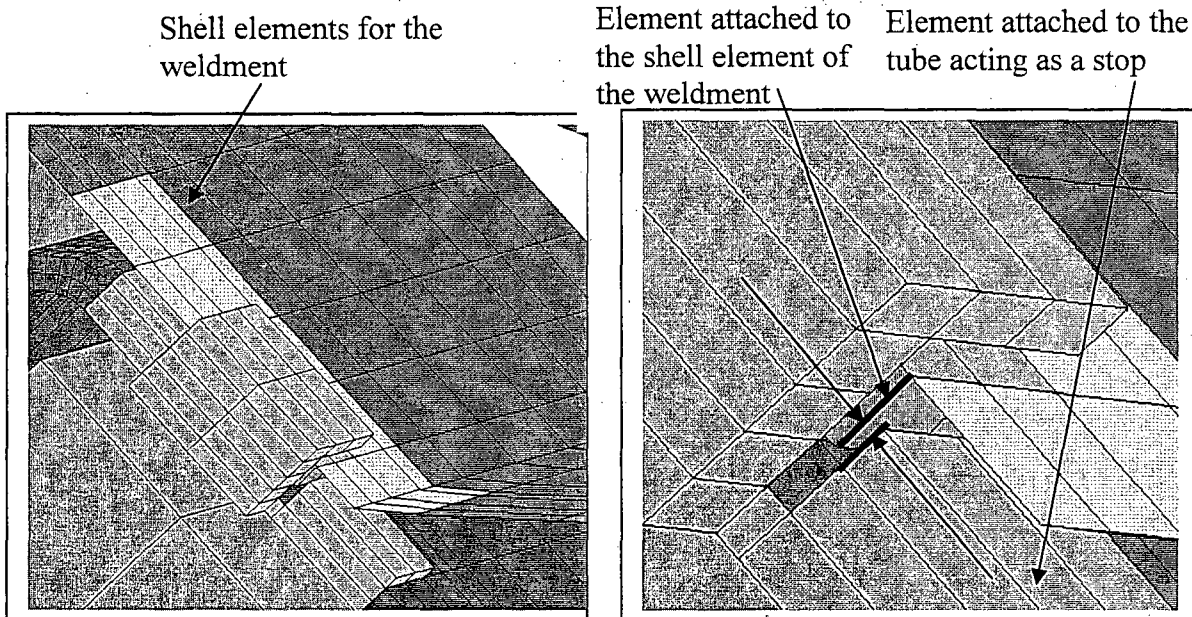 Shell elements for the
weldment
Element attached to
the shell element of
the weldment
Element attached to the
tube acting as a stop